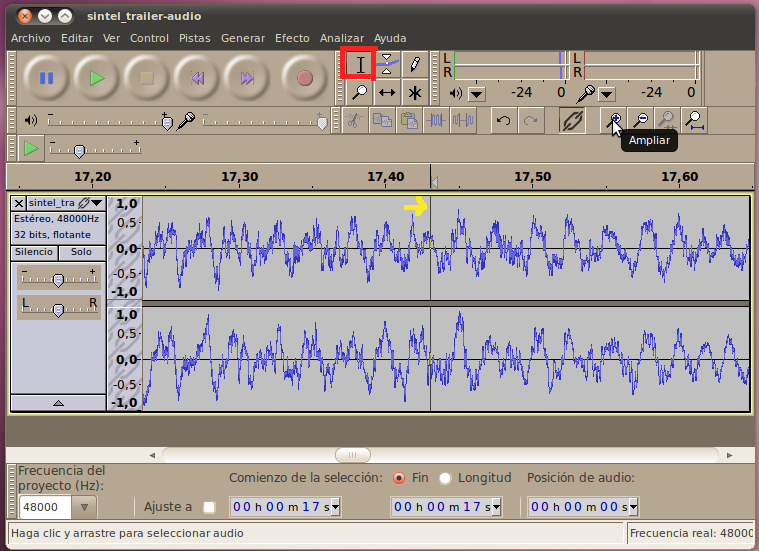 sintel_trailer-audio
Archivo Editar Ver Control Pistas Generar Efecto Analizar Ayuda
L
R
-24 0
L
R
-24 0
- +
- +
Ampliar
- +
17,20 17,30 17,40 17,50 17,60
sintel_tra
Estéreo, 48000Hz
32 bits, flotante
Silencio Solo
- +
L R
1,0
0,5
0,0
-0,5
-1,0
1,0
0,5
0,0
-0,5
-1,0
Frecuencia del
proyecto (Hz):
48000
Ajuste a
Comienzo de la selección: Fin Longitud Posición de audio:
00 h 00 m 17 s 00 h 00 m 17 s 00 h 00 m 00 s
Haga clic y arrastre para seleccionar audio
Frecuencia real: 48000